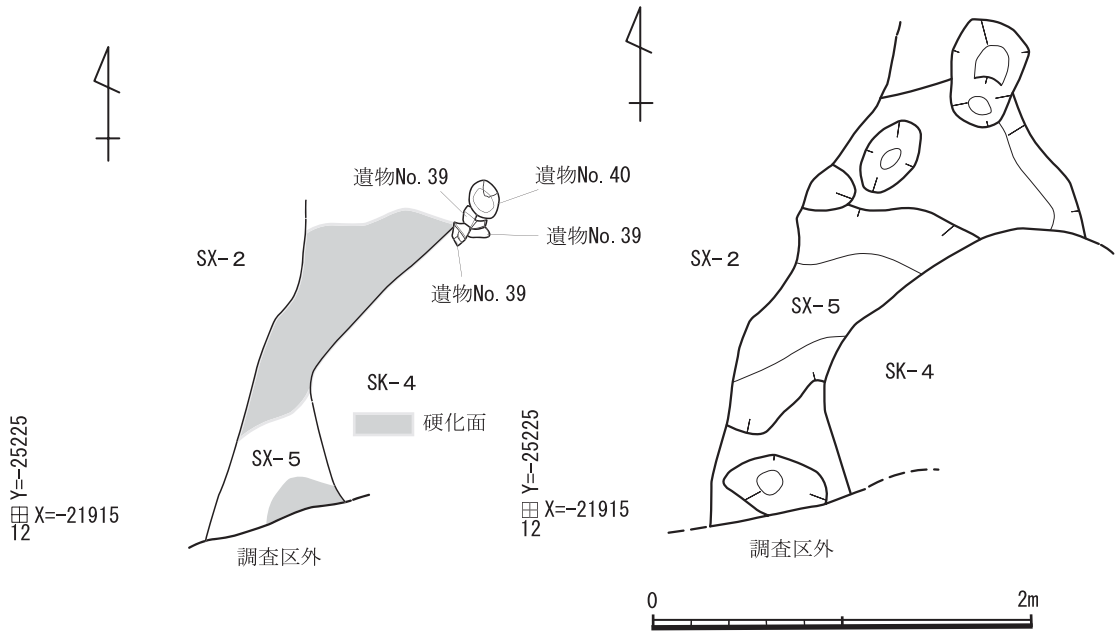 遺物No. 39
遺物No. 40
遺物No. 39
遺物No. 39
SX-2
SK-4
硬化面
SX-5
Y=-25225
田 X=-21915
12
調査区外
SX-2
SX-5
SK-4
Y=-25225
田 X=-21915
12
調査区外
0
2m